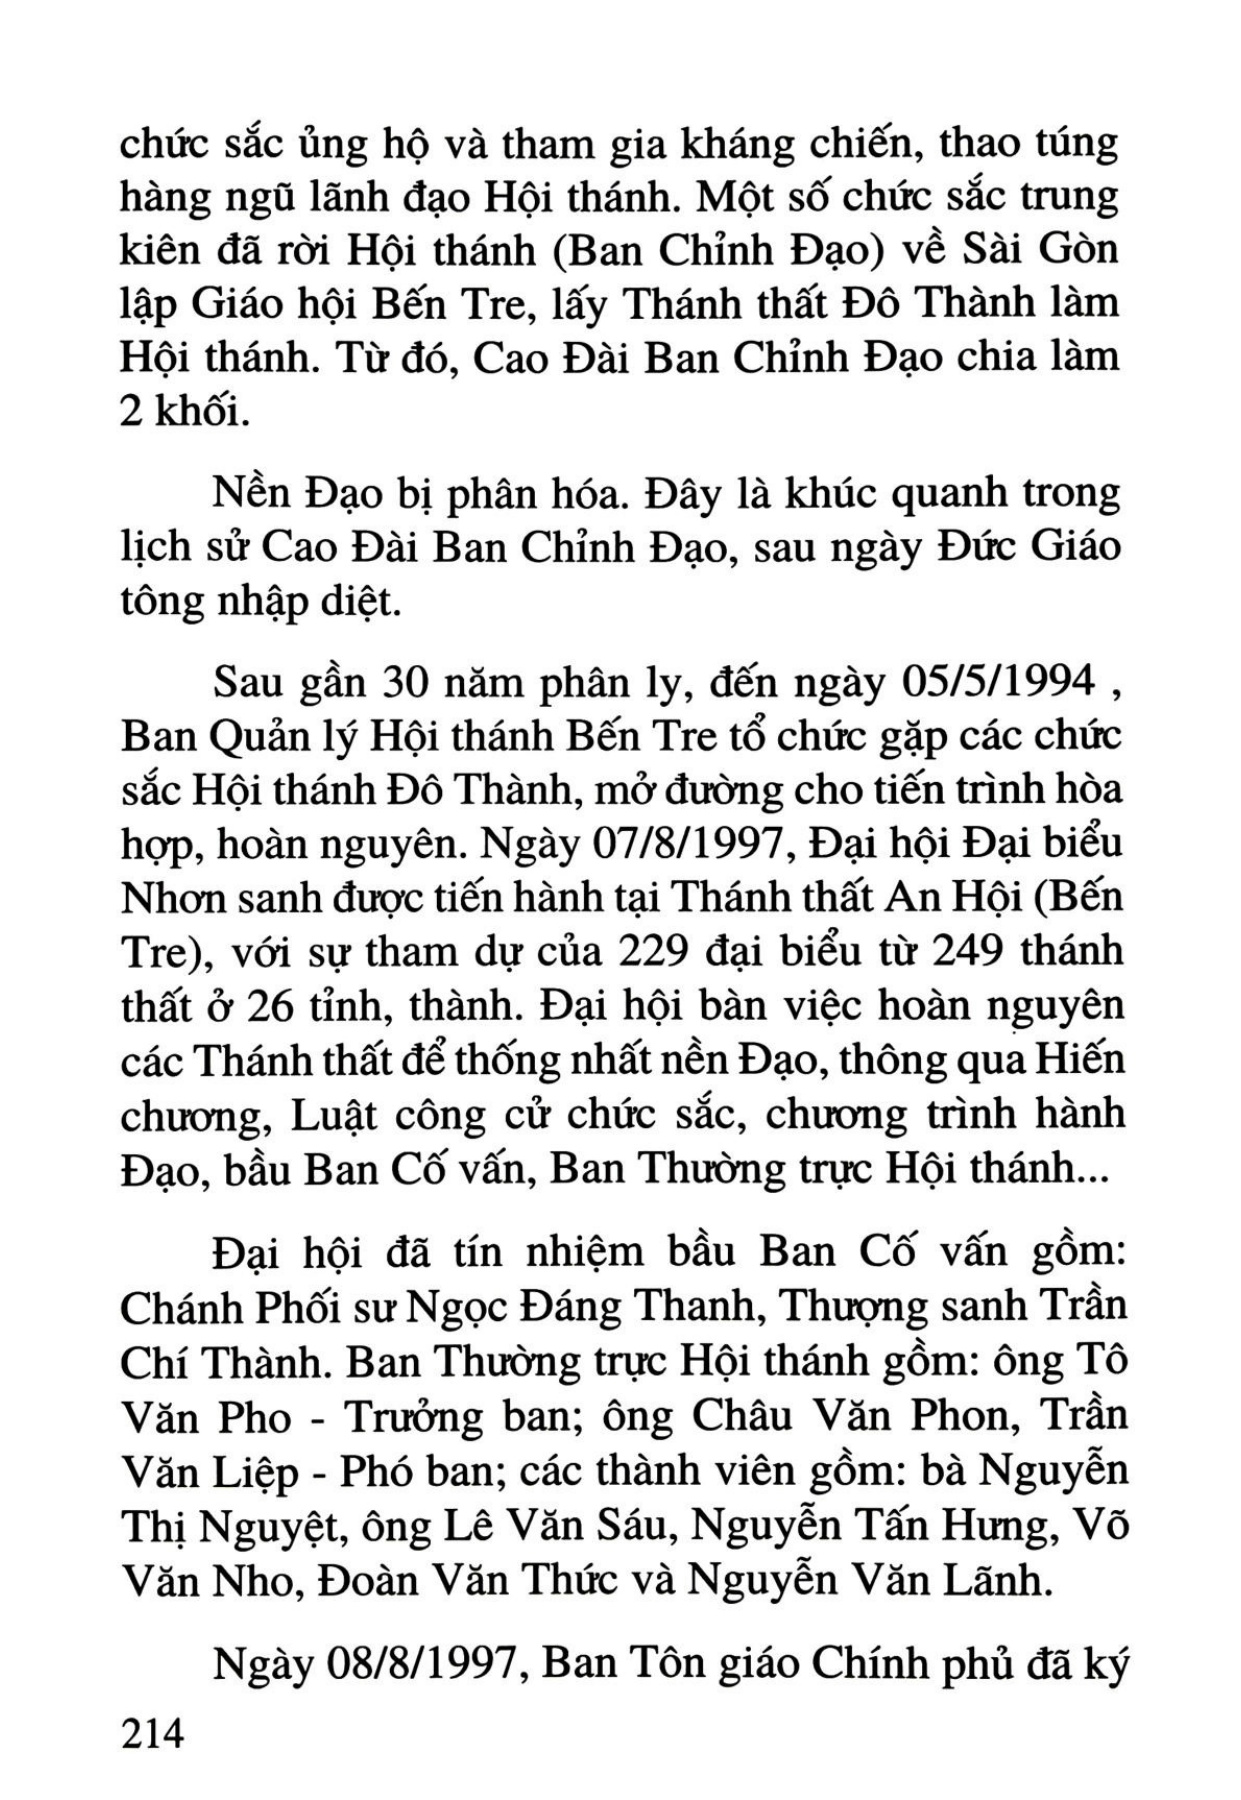 chức sắc ủng hộ và tham gia kháng chiến, thao túng
hàng ngũ lãnh đạo Hội thánh. Một số chức sắc trung
kiên đã rời Hội thánh (Ban Chỉnh Đạo) về Sài Gòn
lập Giáo hội Bến Tre, lấy Thánh thất Đô Thành làm
Hội thánh. Từ đó, Cao Đài Ban Chỉnh Đạo chia làm
2 khối.
Nền Đạo bị phân hóa. Đây là khúc quanh trong
lịch sử Cao Đài Ban Chỉnh Đạo, sau ngày Đức Giáo
tông nhập diệt.
Sau gần 30 năm phân ly, đến ngày 05/5/1994 ,
Ban Quản lý Hội thánh Bến Tre tổ chức gặp các chức
sắc Hội thánh Đô Thành, mở đường cho tiến trình hòa
hợp, hoàn nguyên. Ngày 07/8/1997, Đại hội Đại biểu
Nhơn sanh được tiến hành tại Thánh thất An Hội (Bến
Tre), với sự tham dự của 229 đại biểu từ 249 thánh
thất ở 26 tỉnh, thành. Đại hội bàn việc hoàn nguyên
các Thánh thất để thống nhất nền Đạo, thông qua Hiến
chương, Luật công cử chức sắc, chương trình hành
Đạo, bầu Ban Cố vấn, Ban Thường trực Hội thánh...
Đại hội đã tín nhiệm bầu Ban Cố vấn gồm:
Chánh Phối sư Ngọc Đáng Thanh, Thượng sanh Trần
Chí Thành. Ban Thường trực Hội thánh gồm: ông Tô
Văn Pho - Trưởng ban; ông Châu Văn Phon, Trần
Văn Liệp - Phó ban; các thành viên gồm: bà Nguyễn
Thị Nguyệt, ông Lê Văn Sáu, Nguyễn Tấn Hưng, Võ
Văn Nho, Đoàn Văn Thức và Nguyễn Văn Lãnh.
Ngày 08/8/1997, Ban Tôn giáo Chính phủ đã ký
214